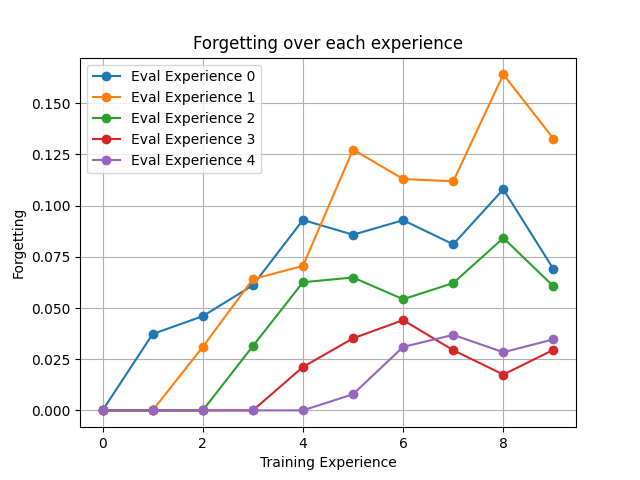 Forgetting over each experience
Eval Experience 0
Eval Experience 1
Eval Experience 2
Eval Experience 3
Eval Experience 4
0.150
0.125
0.100
0.075
0.050
0.025
0.000
Forgetting
0 2 4 6 8
Training Experience